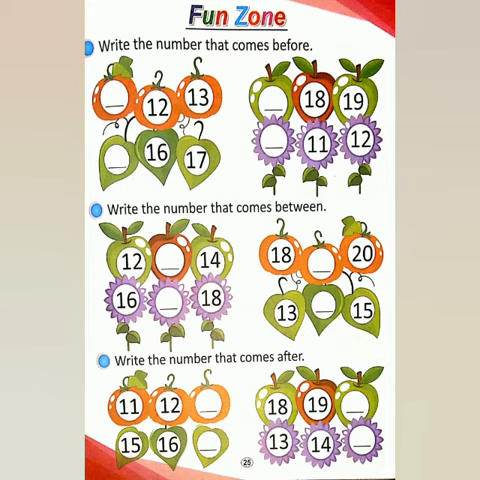 Fun Zone
Write the number that comes before.
_ 12 13
_ 18 19
_ 16 17
_ 11 12
Write the number that comes between.
12 _ 14
18 _ 20
16 _ 18
13 _ 15
Write the number that comes after.
11 12 _
18 19 _
15 16 _
13 14 _
25